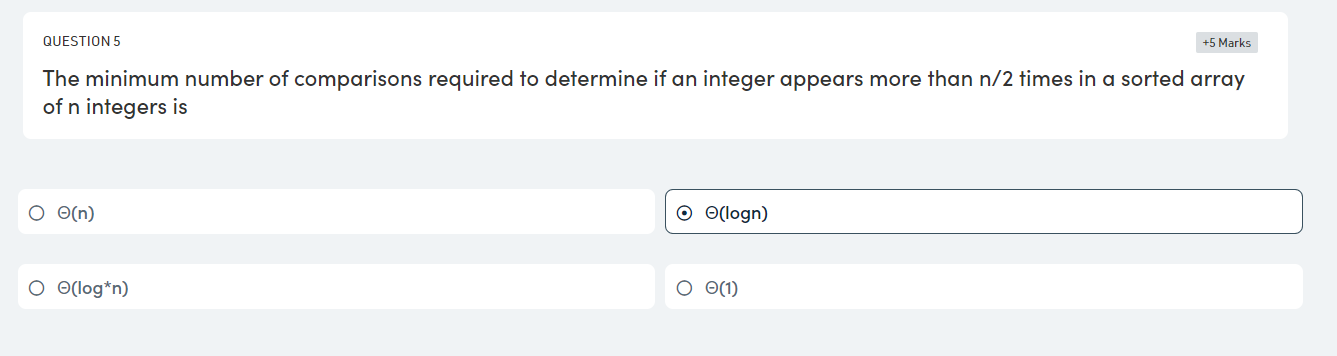 QUESTION 5
+5 Marks
The minimum number of comparisons required to determine if an integer appears more than n/2 times in a sorted array
of n integers is
Θ(n)
Θ(logn)
Θ(log*n)
Θ(1)